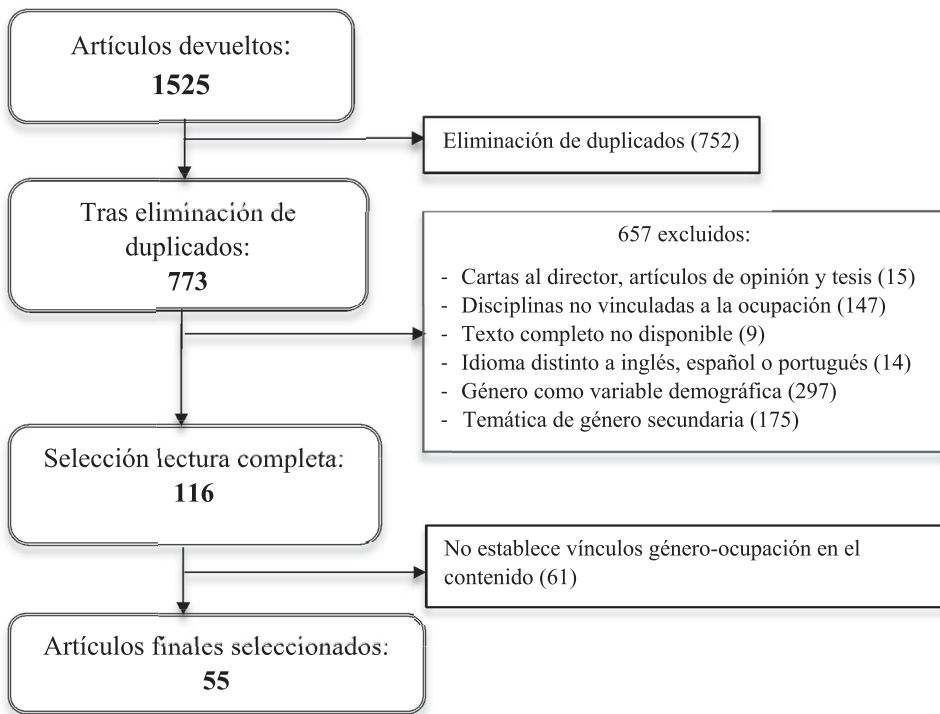 Artículos devueltos:
1525
Eliminación de duplicados (752)
Tras eliminación de
duplicados:
773
657 excluidos:
- Cartas al director, artículos de opinión y tesis (15)
- Disciplinas no vinculadas a la ocupación (147)
- Texto completo no disponible (9)
- Idioma distinto a inglés, español o portugués (14)
- Género como variable demográfica (297)
- Temática de género secundaria (175)
Selección lectura completa:
116
No establece vínculos género-ocupación en el
contenido (61)
Artículos finales seleccionados:
55